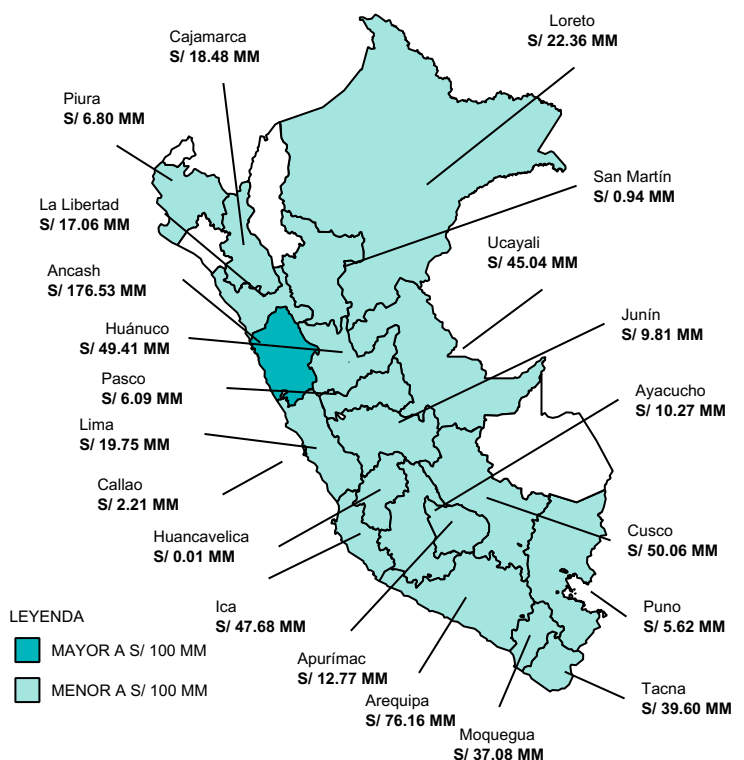 Loreto
S/ 22.36 MM
Cajamarca
S/ 18.48 MM
Piura
S/ 6.80 MM
San Martín
S/ 0.94 MM
La Libertad
S/ 17.06 MM
Ucayali
S/ 45.04 MM
Ancash
S/ 176.53 MM
Junín
S/ 9.81 MM
Huánuco
S/ 49.41 MM
Pasco
S/ 6.09 MM
Ayacucho
S/ 10.27 MM
Lima
S/ 19.75 MM
Callao
S/ 2.21 MM
Huancavelica
S/ 0.01 MM
Cusco
S/ 50.06 MM
Ica
S/ 47.68 MM
Puno
S/ 5.62 MM
LEYENDA
MAYOR A S/ 100 MM
MENOR A S/ 100 MM
Apurímac
S/ 12.77 MM
Arequipa
S/ 76.16 MM
Tacna
S/ 39.60 MM
Moquegua
S/ 37.08 MM